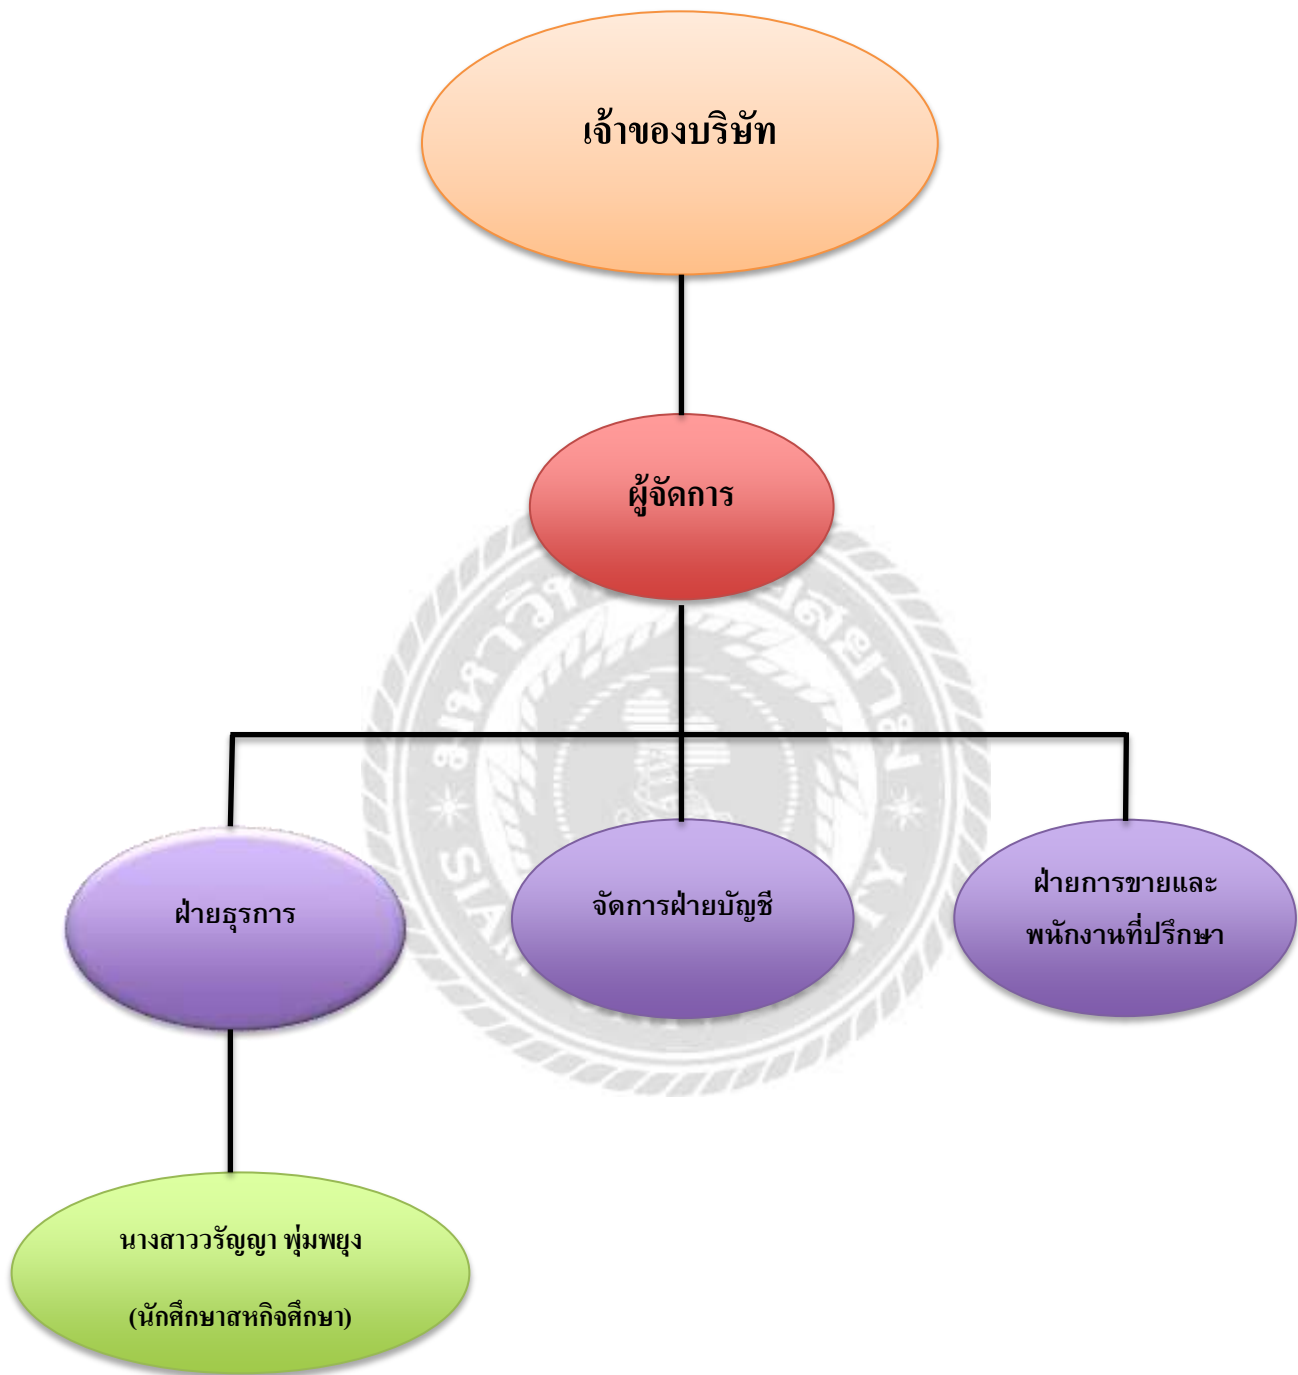 เจ้าของบริษัท
ผู้จัดการ
ฝ่ายธุรการ
จัดการฝ่ายบัญชี
ฝ่ายการขายและ
พนักงานที่ปรึกษา
นางสาววรัญญา พุ่มพยุง
(นักศึกษาสหกิจศึกษา)